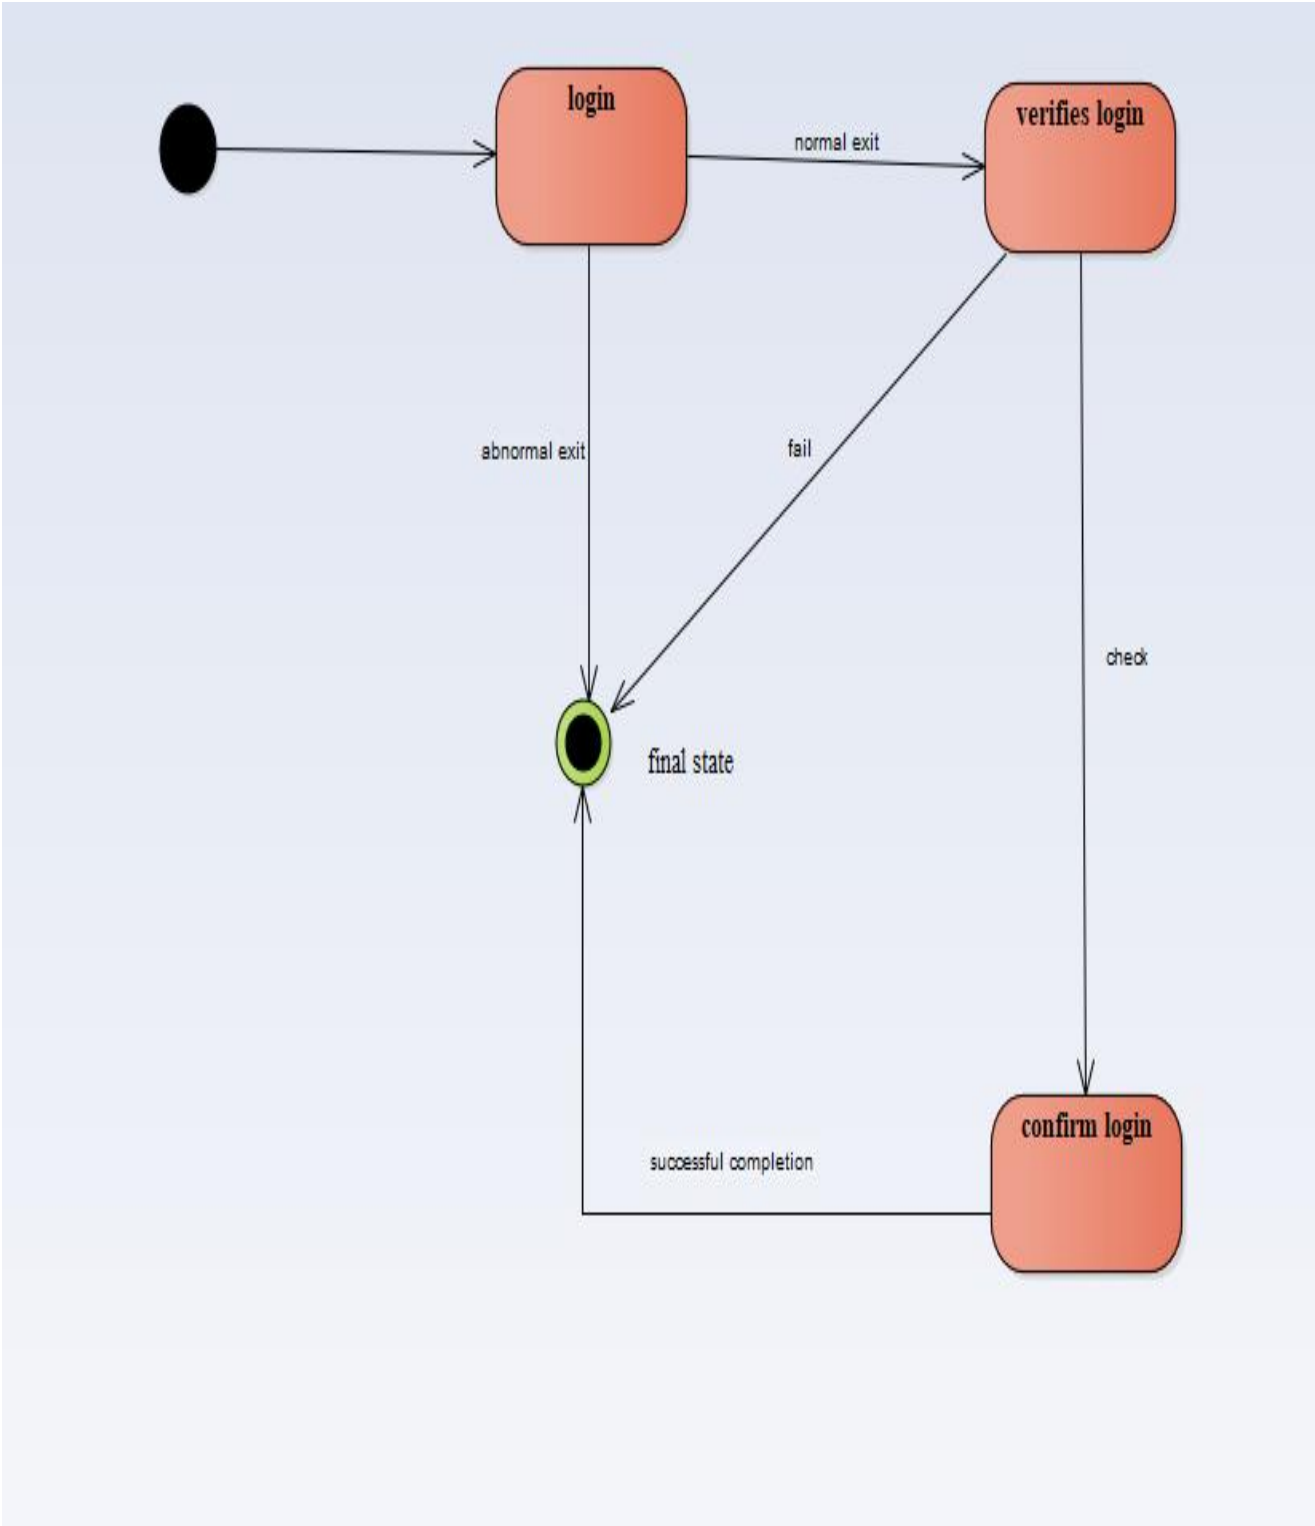 login
verifies login
normal exit
abnormal exit
fail
check
final state
confirm login
successful completion